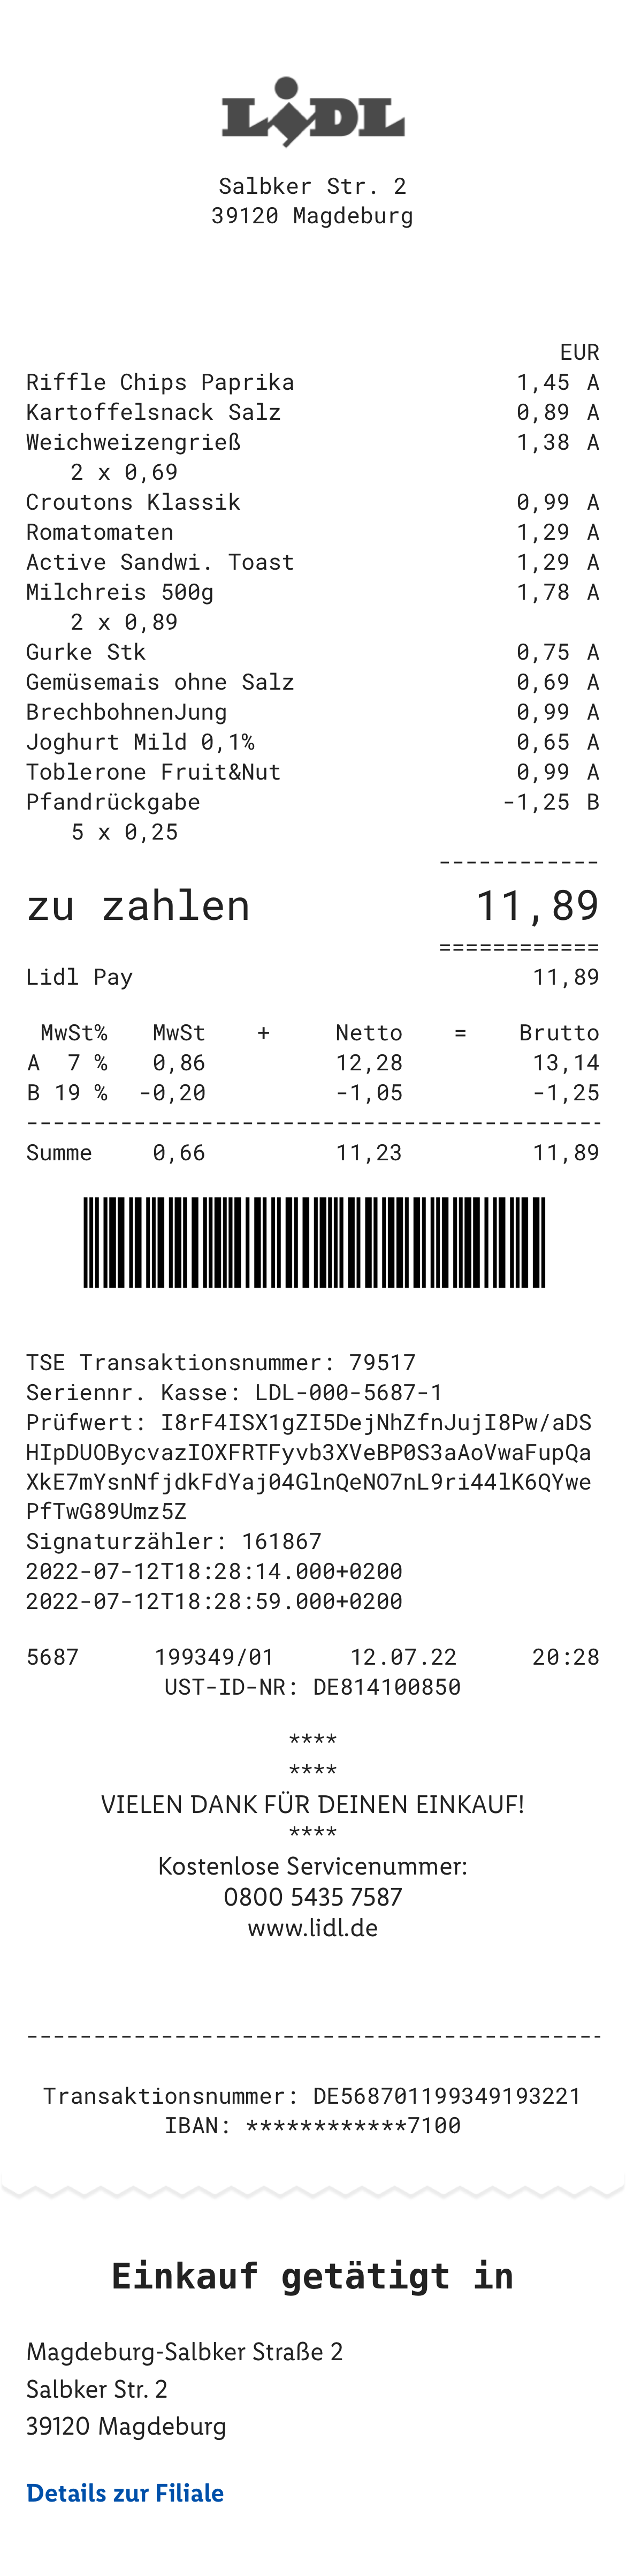 LIDL
Salbker Str. 2
39120 Magdeburg
EUR
Riffle Chips Paprika 1,45 A
Kartoffelsnack Salz 0,89 A
Weichweizengrieß 1,38 A
2 x 0,69
Croutons Klassik 0,99 A
Romatomaten 1,29 A
Active Sandwi. Toast 1,29 A
Milchreis 500g 1,78 A
2 x 0,89
Gurke Stk 0,75 A
Gemüsemais ohne Salz 0,69 A
BrechbohnenJung 0,99 A
Joghurt Mild 0,1% 0,65 A
Toblerone Fruit&Nut 0,99 A
Pfandrückgabe -1,25 B
5 x 0,25
------------
zu zahlen 11,89
============
Lidl Pay 11,89
MwSt% MwSt + Netto = Brutto
A 7 % 0,86 12,28 13,14
B 19 % -0,20 -1,05 -1,25
-------------------------------------------
Summe 0,66 11,23 11,89
TSE Transaktionsnummer: 79517
Seriennr. Kasse: LDL-000-5687-1
Prüfwert: I8rF4ISX1gZI5DejNhZfnJujI8Pw/aDS
HIpDUOBycvazIOXFRTFyvb3XVeBP0S3aAoVwaFupQa
XkE7mYsnNfjdkFdYaj04GlnQeNO7nL9ri44lK6QYwe
PfTwG89Umz5Z
Signaturzähler: 161867
2022-07-12T18:28:14.000+0200
2022-07-12T18:28:59.000+0200
5687 199349/01 12.07.22 20:28
UST-ID-NR: DE814100850
****
****
VIELEN DANK FÜR DEINEN EINKAUF!
****
Kostenlose Servicenummer:
0800 5435 7587
www.lidl.de
-------------------------------------------
Transaktionsnummer: DE568701199349193221
IBAN: ************7100
Einkauf getätigt in
Magdeburg-Salbker Straße 2
Salbker Str. 2
39120 Magdeburg
Details zur Filiale